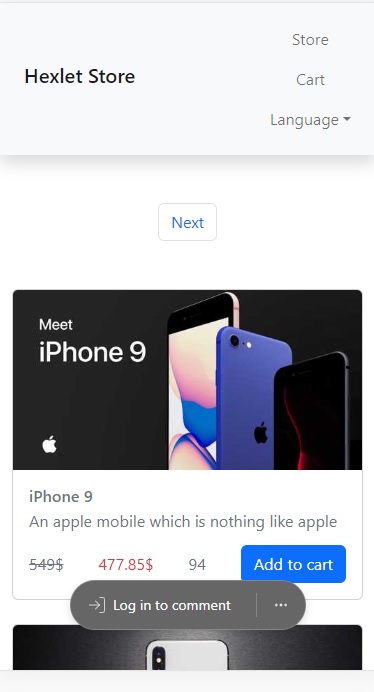 Store
Hexlet Store
Cart
Language
Next
Meet
iPhone 9
iPhone 9
An apple mobile which is nothing like apple
549$ 477.85$ 94 Add to cart
Log in to comment